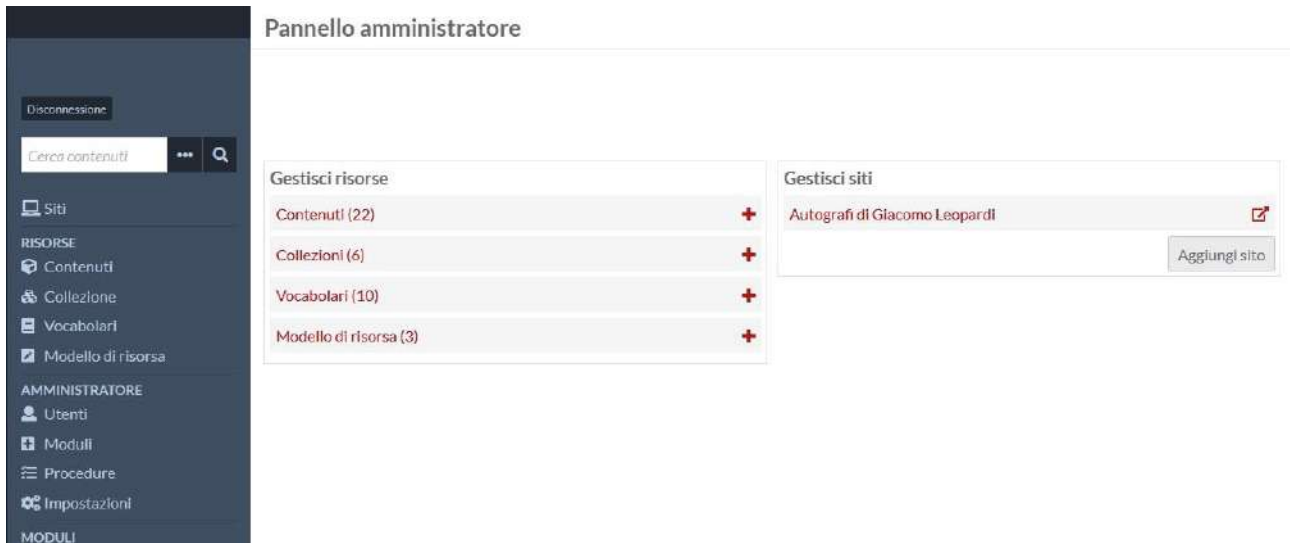 Pannello amministratore
Disconnessione
Cerca contenuti
Siti
RISORSE
Contenuti
Collezione
Vocabolari
Modello di risorsa
AMMINISTRATORE
Utenti
Moduli
Procedure
Impostazioni
MODULI
Gestisci risorse
Contenuti (22)
Collezioni (6)
Vocabolari (10)
Modello di risorsa (3)
Gestisci siti
Autografi di Giacomo Leopardi
Aggiungi sito